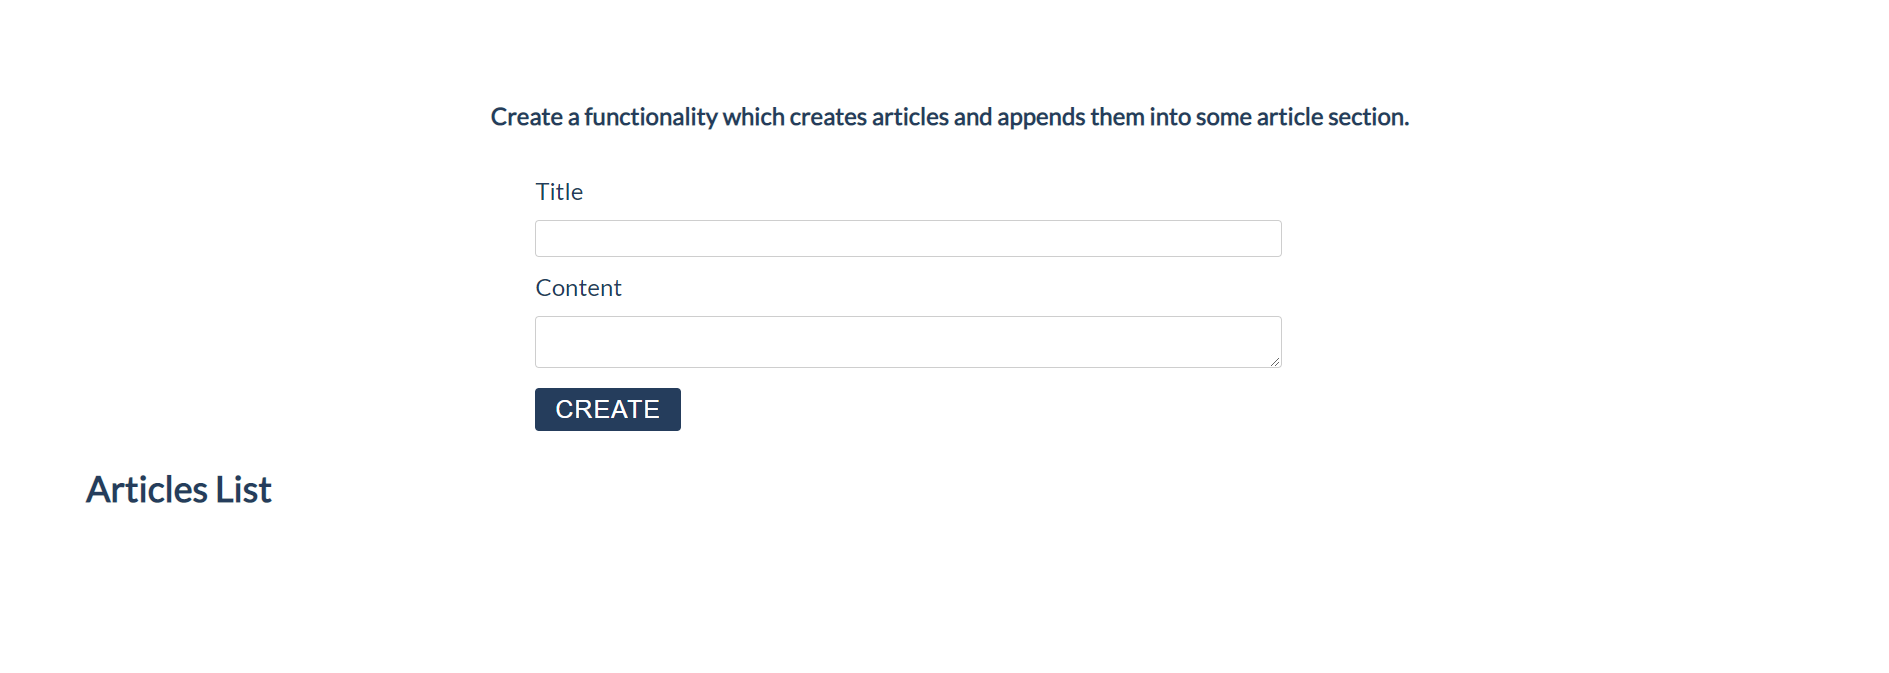 Create a functionality which creates articles and appends them into some article section.
Title
Content
CREATE
Articles List